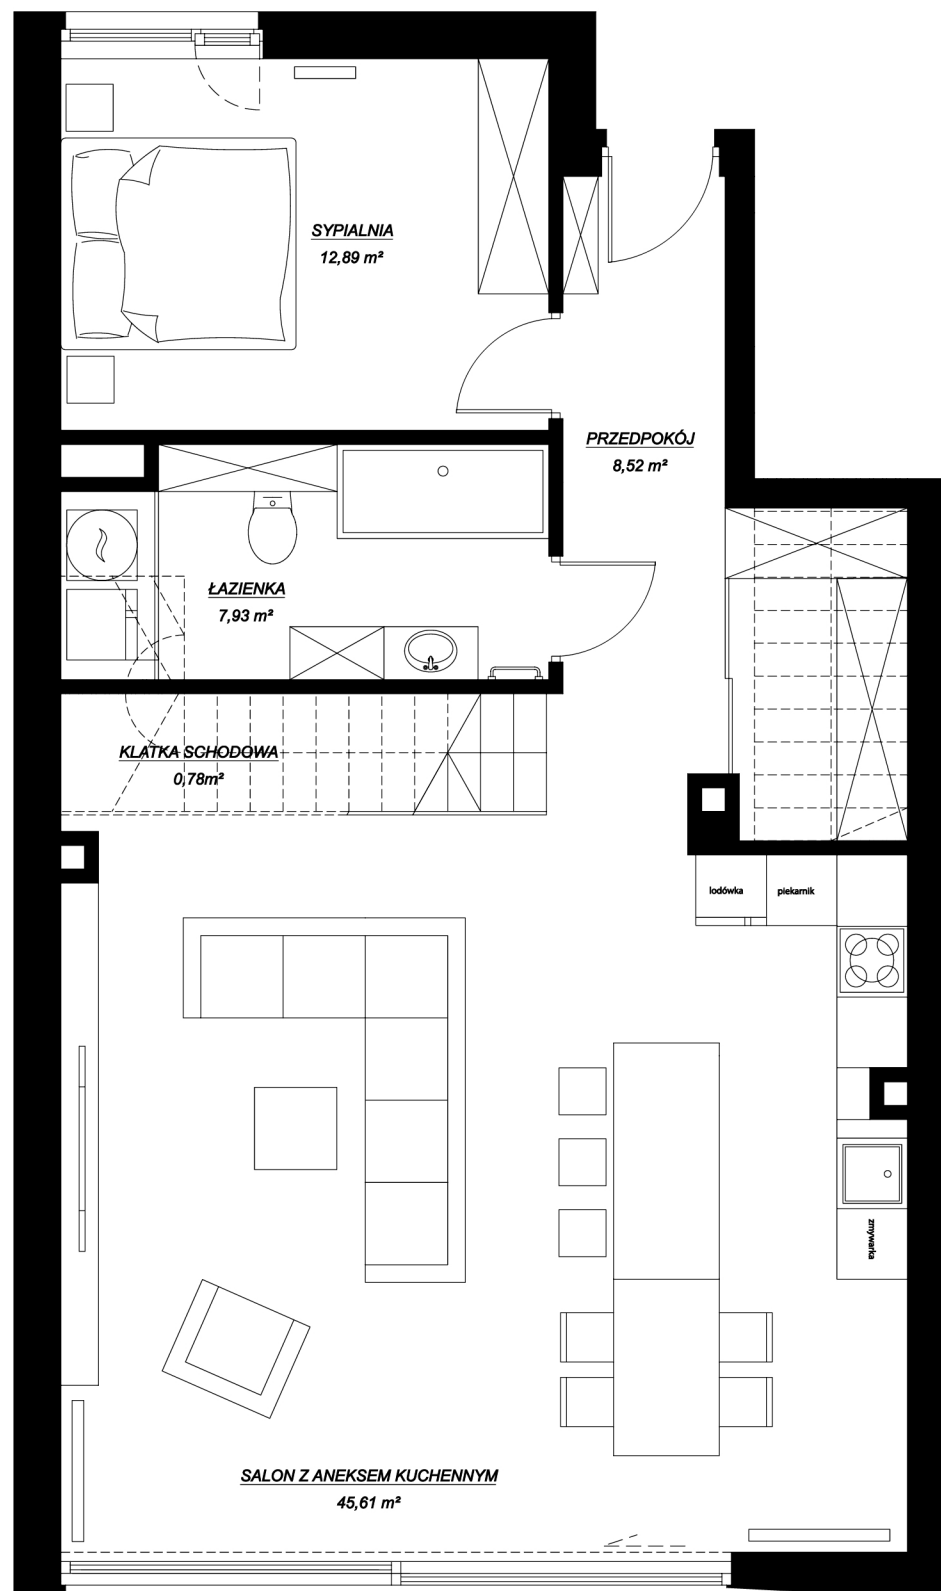 SYPIALNIA
12,89 m²
PRZEDPOKÓJ
8,52 m²
ŁAZIENKA
7,93 m²
KLATKA SCHODOWA
0,78m²
lodówka
piekarnik
zmywarka
SALON Z ANEKSEM KUCHENNYM
45,61 m²